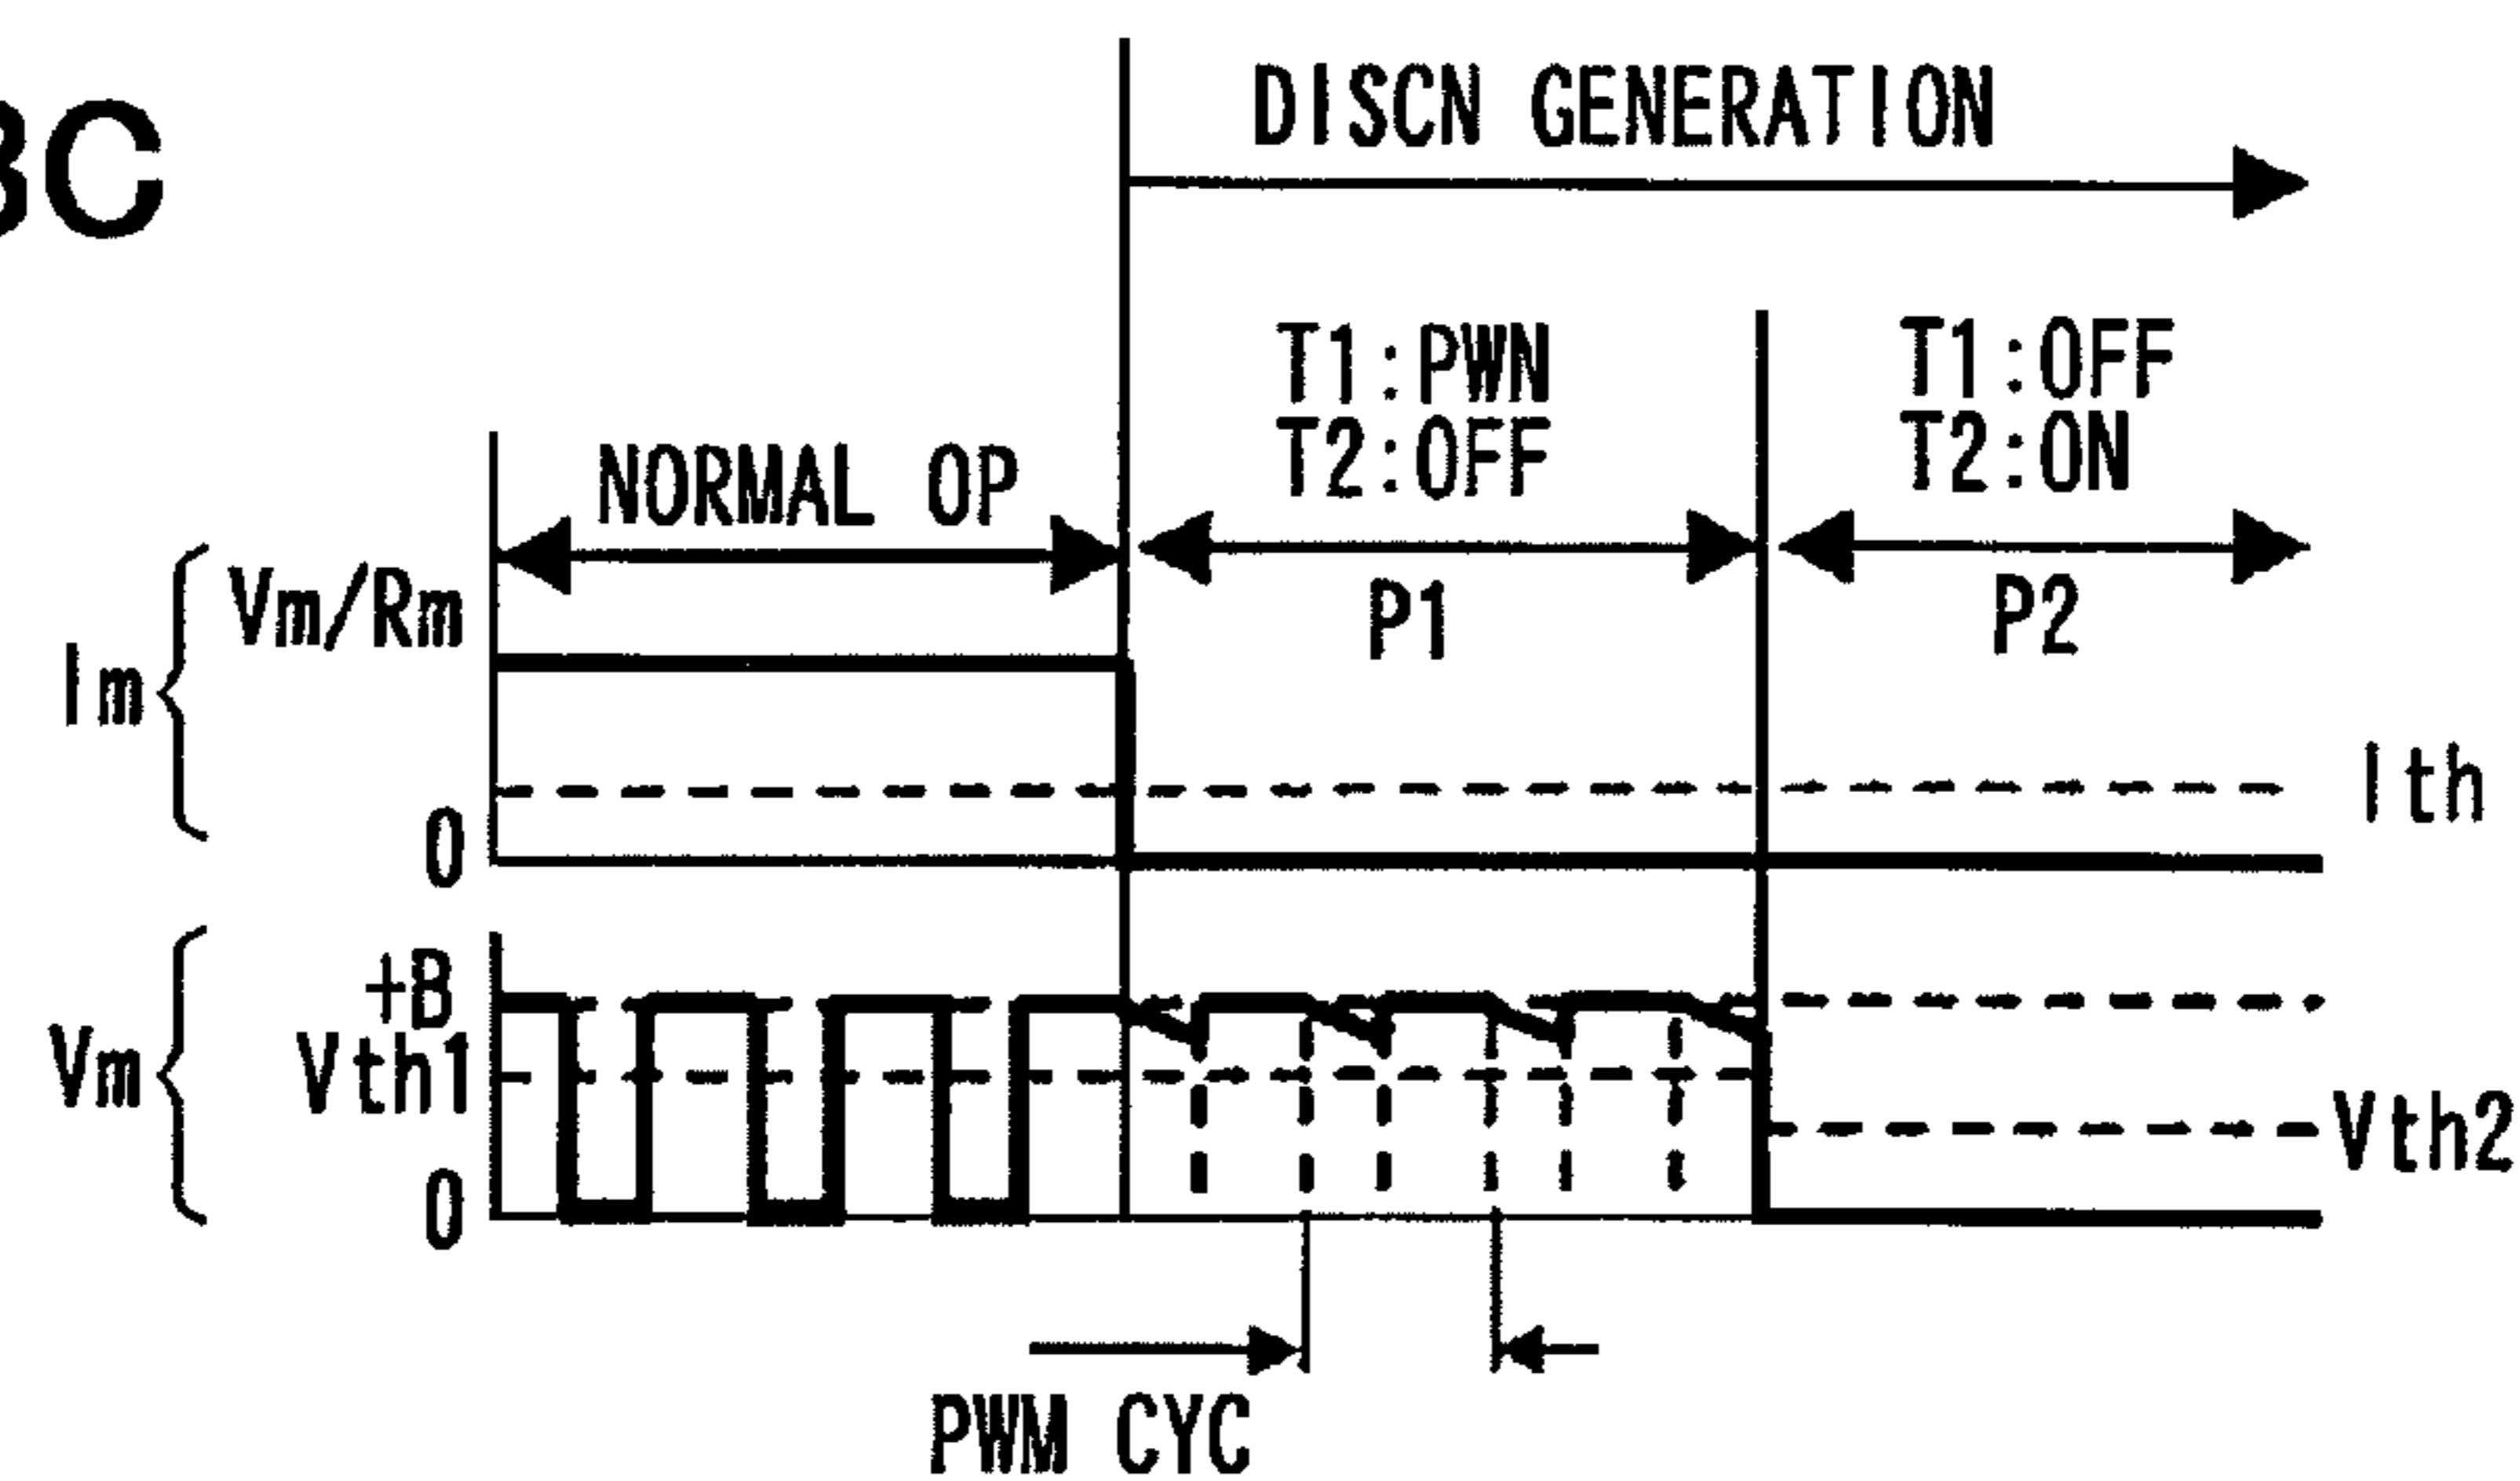 3C
DISCN GENERATION
T1:PWN
T2:OFF
T1:OFF
T2:ON
NORMAL OP
P1
P2
Im
Vm/Rm
0
Ith
Vm
+B
Vth1
0
Vth2
PWM CYC